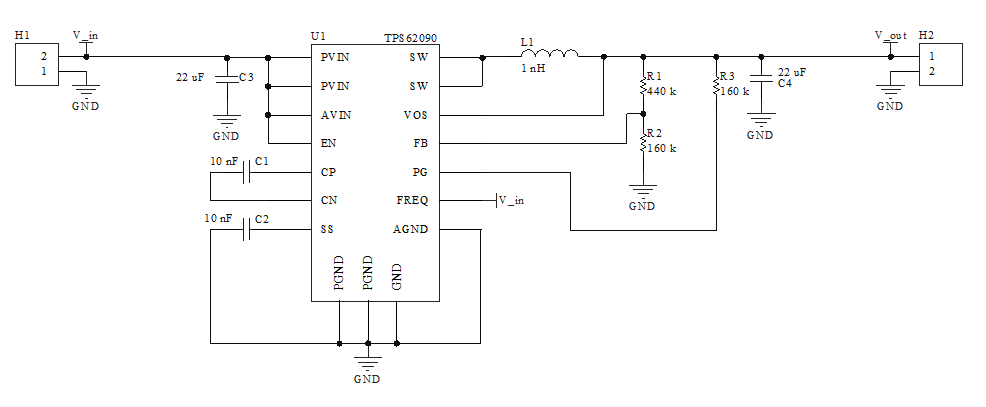 H1
V_in
U1
TPS62090
L1
V_out
H2
2
PVIN
SW
1 nH
1
22 uF
C3
R1
440 k
R3
160 k
22 uF
C4
1
GND
PVIN
SW
2
GND
GND
AVIN
VOS
GND
GND
EN
FB
R2
160 k
10 nF
C1
CP
PG
CN
FREQ
V_in
GND
10 nF
C2
SS
AGND
PGND
PGND
GND
GND